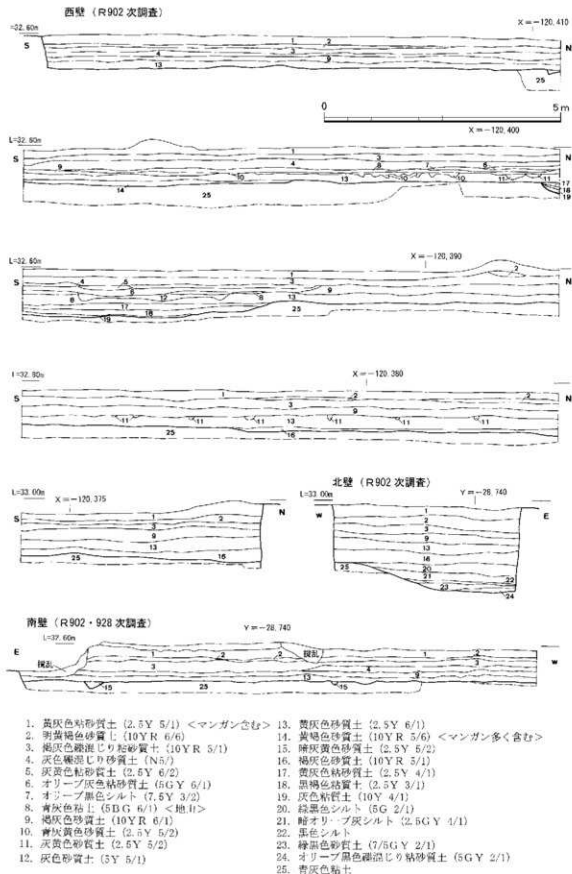 西壁（R902次調査）
=32.60m
X=-120,410
S 1 2 3 4 9 13 25 N
0 5m
L=32.60m
X=-120,400
S 1 3 4 9 8 7 5 10 13 10 10 11 11 14 25 17 18 19 N
L=32.60m
X=-120,390
S 4 5 1 3 2 9 6 8 12 8 13 17 25 18 19 N
L=32.80m
X=-120,380
S 1 2 2 3 9 11 11 11 11 13 11 11 25 16 N
L=33.00m
X=-120,375
S 1 2 3 9 13 25 16 N
北壁（R902次調査）
L=33.00m
Y=-28,740
W 1 2 3 9 13 16 25 20 21 22 23 24 E
南壁（R902・928次調査）
L=32.60m
Y=-28,740
E 撹乱 1 2 2 撹乱 3 1 2 3 4 9 13 15 25 15 W
1. 黄灰色粘砂質土（2.5Y 5/1）＜マンガン含む＞
2. 明黄褐色砂質土（10YR 6/6）
3. 褐灰色礫混じり粘砂質土（10YR 5/1）
4. 灰色礫混じり砂質土（N5/）
5. 灰黄色粘砂質土（2.5Y 6/2）
6. オリーブ灰色粘砂質土（5GY 6/1）
7. オリーブ黒色シルト（7.5Y 3/2）
8. 青灰色粘土（5BG 6/1）
9. 褐灰色砂質土（10YR 6/1）
10. 暗灰黄色砂質土（2.5Y 5/2）
11. 灰黄色砂質土（2.5Y 5/2）
12. 灰色砂質土（5Y 5/1）
13. 黄灰色砂質土（2.5Y 6/1）
14. 黄褐色砂質土（10YR 5/6）＜マンガン多く含む＞
15. 暗灰黄色砂質土（2.5Y 5/2）
16. 褐灰色砂質土（10YR 5/1）
17. 黄灰色粘砂質土（2.5Y 4/1）
18. 黒褐色粘質土（2.5Y 3/1）
19. 灰色粘質土（10Y 4/1）
20. 緑黒色シルト（5G 2/1）
21. 暗オリーブ灰シルト（2.5GY 4/1）
22. 黒色シルト
23. 緑黒色砂質土（7/5GY 2/1）
24. オリーブ黒色礫混じり粘砂質土（5GY 2/1）
25. 青灰色粘土